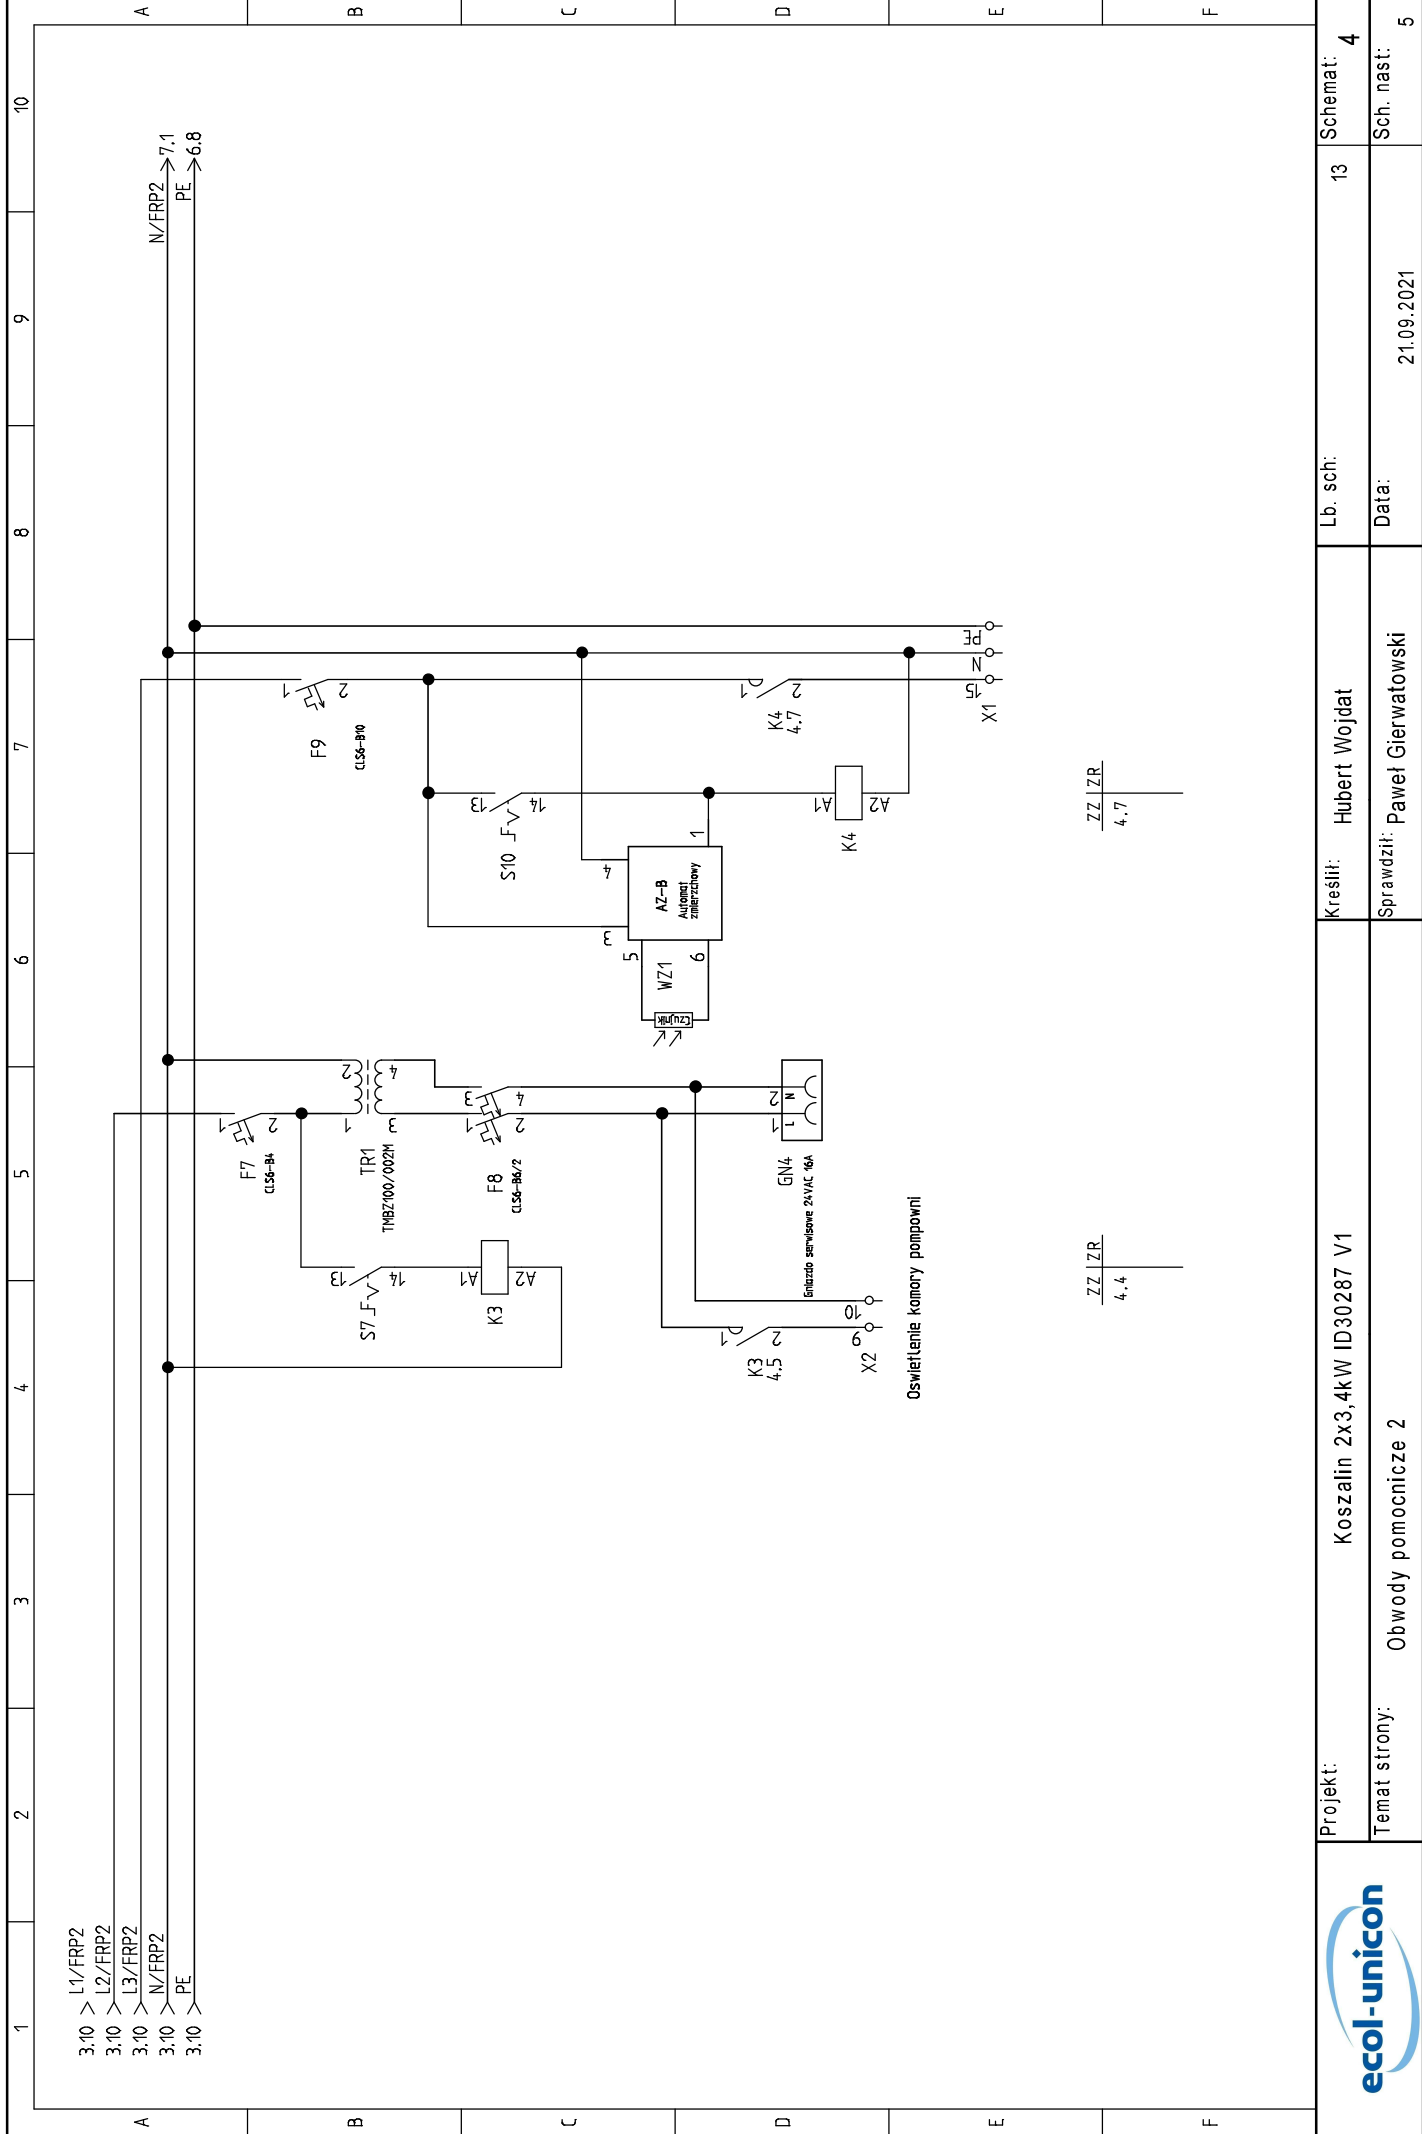 1 2 3 4 5 6 7 8 9 10
A A
B B
C C
D D
E E
F F
3.10 L1/FRP2
3.10 L2/FRP2
3.10 L3/FRP2
3.10 N/FRP2
3.10 PE
N/FRP2 7.1
PE 6.8
1
2
F7
CLS6-B4
1 2
TR1
TMBZ100/002M
3 4
13
14
S7
A1
A2
K3
1 3
2 4
F8
CLS6-B6/2
1 2
L N
GN4
Gniazdo serwisowe 24VAC 16A
1
2
K3
4.5
9 10
X2
Oswietlenie komory pompowni
ZZ ZR
4.4
1
2
F9
CLS6-B10
13
14
S10
3 4
5
6
1
AZ-B
Automat
zmierzchowy
WZ1
Czujnik
1
2
K4
4.7
A1
A2
K4
15 N PE
X1
ZZ ZR
4.7
ecol-unicon
Projekt:
Koszalin 2x3,4kW ID30287 V1
Temat strony:
Obwody pomocnicze 2
Kreślił:
Hubert Wojdat
Sprawdził:
Paweł Gierwatowski
Lb. sch:
13
Data:
21.09.2021
Schemat:
4
Sch. nast:
5